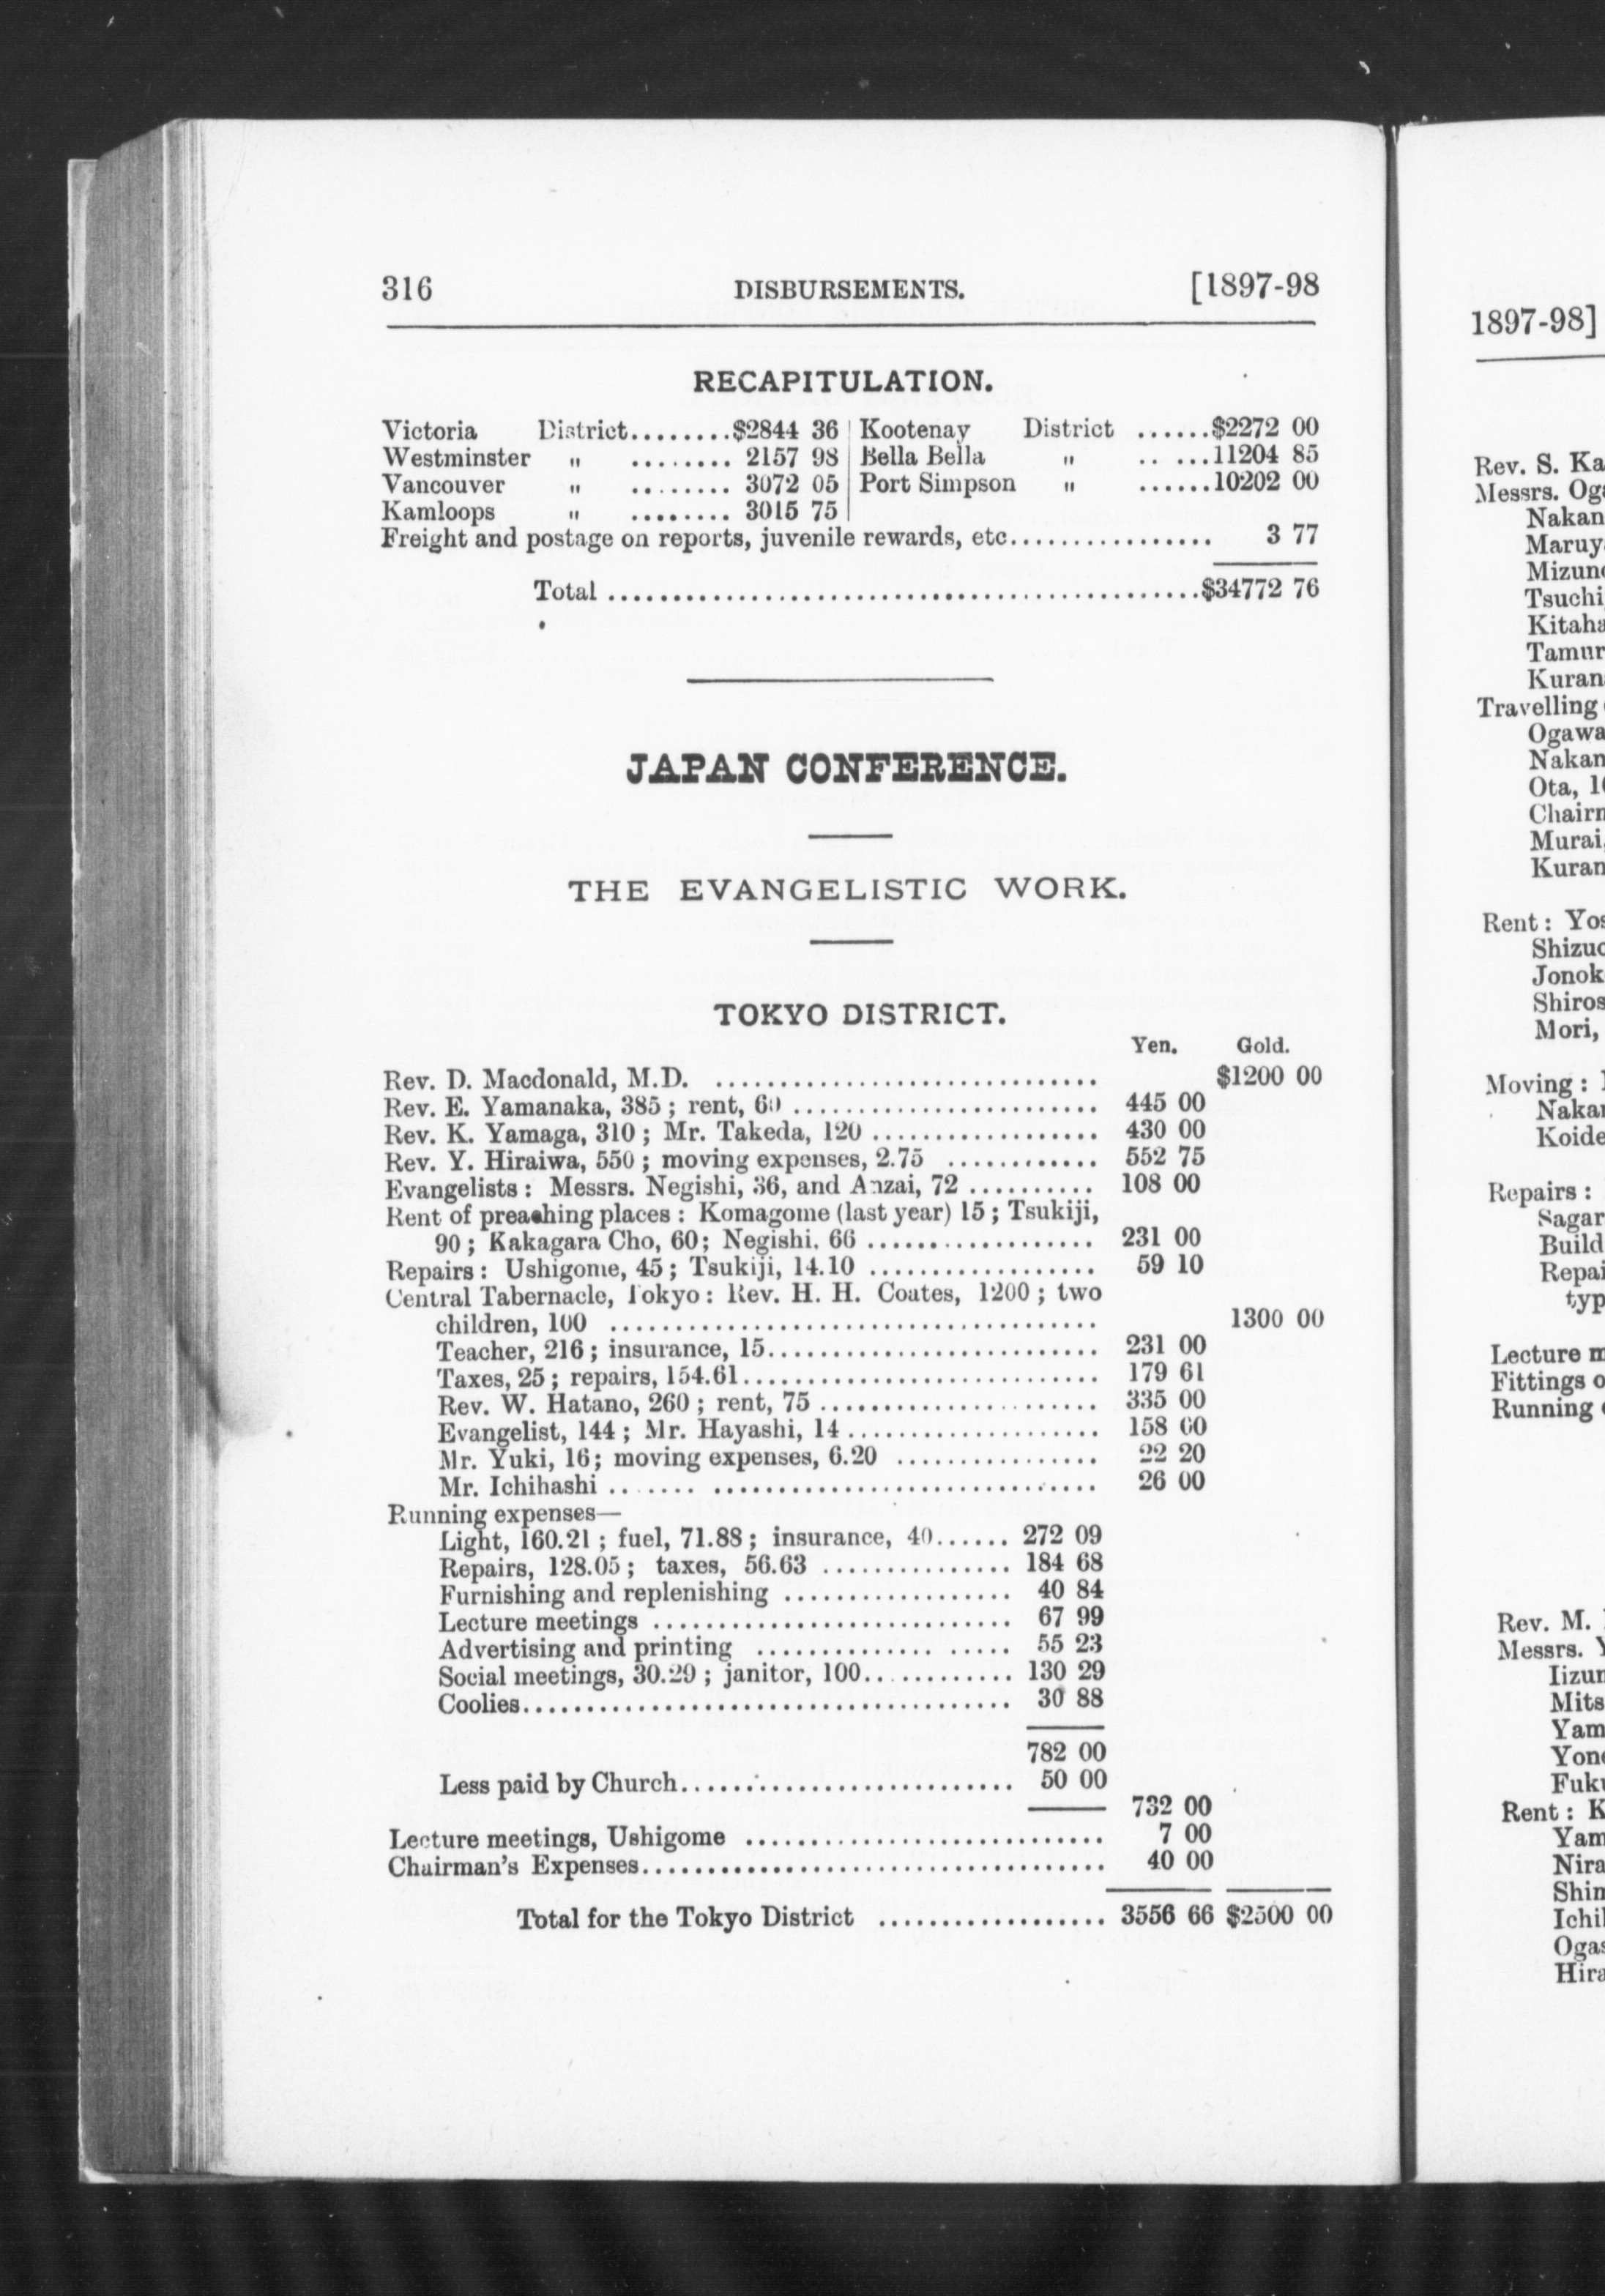 316 DISBURSEMENTS. [1897-98
RECAPITULATION.
Victoria District........$2844 36 Kootenay District ......$2272 00
Westminster " ........ 2157 98 Bella Bella " .. ...11204 85
Vancouver " ........ 3072 05 Port Simpson " ......10202 00
Kamloops " ........ 3015 75
Freight and postage on reports, juvenile rewards, etc................ 3 77
Total ..............................................$34772 76
JAPAN CONFERENCE.
THE EVANGELISTIC WORK.
TOKYO DISTRICT.
Yen. Gold.
Rev. D. Macdonald, M.D. .............................. $1200 00
Rev. E. Yamanaka, 385 ; rent, 60 ........................ 445 00
Rev. K. Yamaga, 310 ; Mr. Takeda, 120 .................. 430 00
Rev. Y. Hiraiwa, 550 ; moving expenses, 2.75 ............ 552 75
Evangelists : Messrs. Negishi, 36, and Anzai, 72 .......... 108 00
Rent of preaching places : Komagome (last year) 15 ; Tsukiji,
90 ; Kakagara Cho, 60; Negishi. 66 .................. 231 00
Repairs : Ushigome, 45 ; Tsukiji, 14.10 .................. 59 10
Central Tabernacle, Tokyo : Rev. H. H. Coates, 1200 ; two
children, 100 ...................................... 1300 00
Teacher, 216 ; insurance, 15.......................... 231 00
Taxes, 25 ; repairs, 154.61............................ 179 61
Rev. W. Hatano, 260 ; rent, 75 ...................... 335 00
Evangelist, 144 ; Mr. Hayashi, 14 .................... 158 00
Mr. Yuki, 16; moving expenses, 6.20 ................ 22 20
Mr. Ichihashi ....... .............................. 26 00
Running expenses—
Light, 160.21 ; fuel, 71.88 ; insurance, 40...... 272 09
Repairs, 128.05 ; taxes, 56.63 ............... 184 68
Furnishing and replenishing .................. 40 84
Lecture meetings ............................ 67 99
Advertising and printing .............. ..... 55 23
Social meetings, 30.29 ; janitor, 100............ 130 29
Coolies...................................... 30 88
782 00
Less paid by Church.......................... 50 00
732 00
Lecture meetings, Ushigome ............................ 7 00
Chairman's Expenses.................................... 40 00
Total for the Tokyo District .................. 3556 66 $2500 00
1897-98]
Rev. S.
Messrs.
Travelling
Ogawa
Ota,
Murai,
Rent :
Mori,
Moving :
Koide
Repairs :
Lecture
Fittings
Running
Rev. M.
Messrs.
Rent :